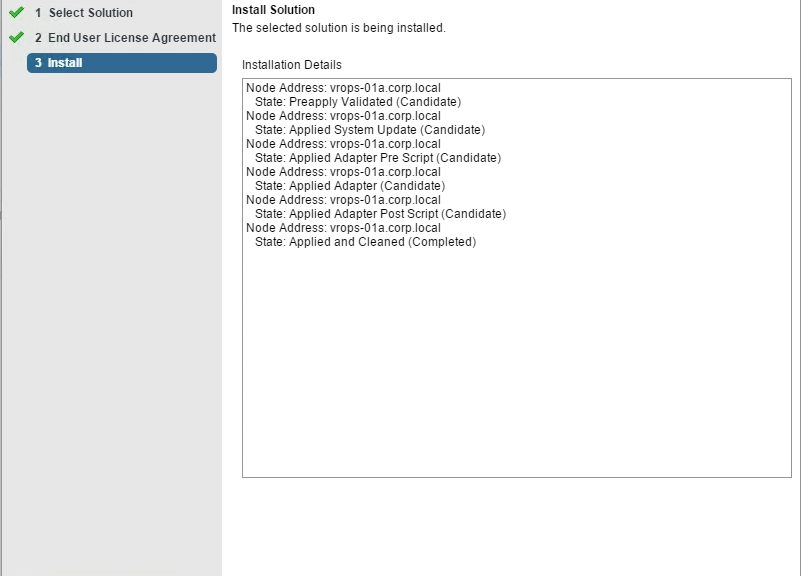 1 Select Solution
2 End User License Agreement
3 Install
Install Solution
The selected solution is being installed.
Installation Details
Node Address: vrops-01a.corp.local
State: Preapply Validated (Candidate)
Node Address: vrops-01a.corp.local
State: Applied System Update (Candidate)
Node Address: vrops-01a.corp.local
State: Applied Adapter Pre Script (Candidate)
Node Address: vrops-01a.corp.local
State: Applied Adapter (Candidate)
Node Address: vrops-01a.corp.local
State: Applied Adapter Post Script (Candidate)
Node Address: vrops-01a.corp.local
State: Applied and Cleaned (Completed)